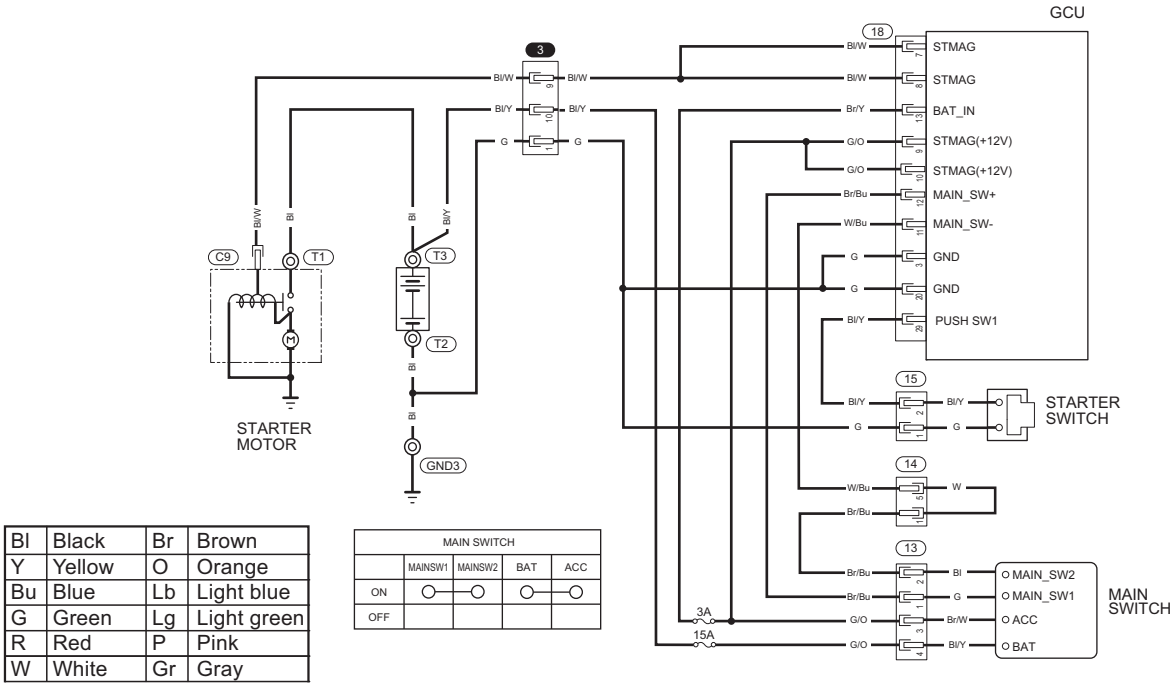 GCU
18
3
Bl/W STMAG
7
Bl/W Bl/W Bl/W STMAG
9 8
Bl/Y Bl/Y Br/Y BAT_IN
10 13
G G G/O STMAG(+12V)
1 9
G/O STMAG(+12V)
10
Br/Bu MAIN_SW+
12
Bl/W Bl Bl Bl/Y W/Bu MAIN_SW-
11
C9 T1 T3 G GND
3
G GND
20
Bl/Y PUSH SW1
29
M
T2
Bl
15
Bl/Y Bl/Y STARTER SWITCH
2
G G
1
Bl
STARTER MOTOR
GND3
14
W/Bu W
5
Br/Bu
1
13
Br/Bu Bl MAIN_SW2
2
Br/Bu G MAIN_SW1
1
3A G/O Br/W ACC
3
15A G/O Bl/Y BAT
4
MAIN SWITCH
Bl Black Br Brown
Y Yellow O Orange
Bu Blue Lb Light blue
G Green Lg Light green
R Red P Pink
W White Gr Gray
MAIN SWITCH
MAINSW1 MAINSW2 BAT ACC
ON
OFF